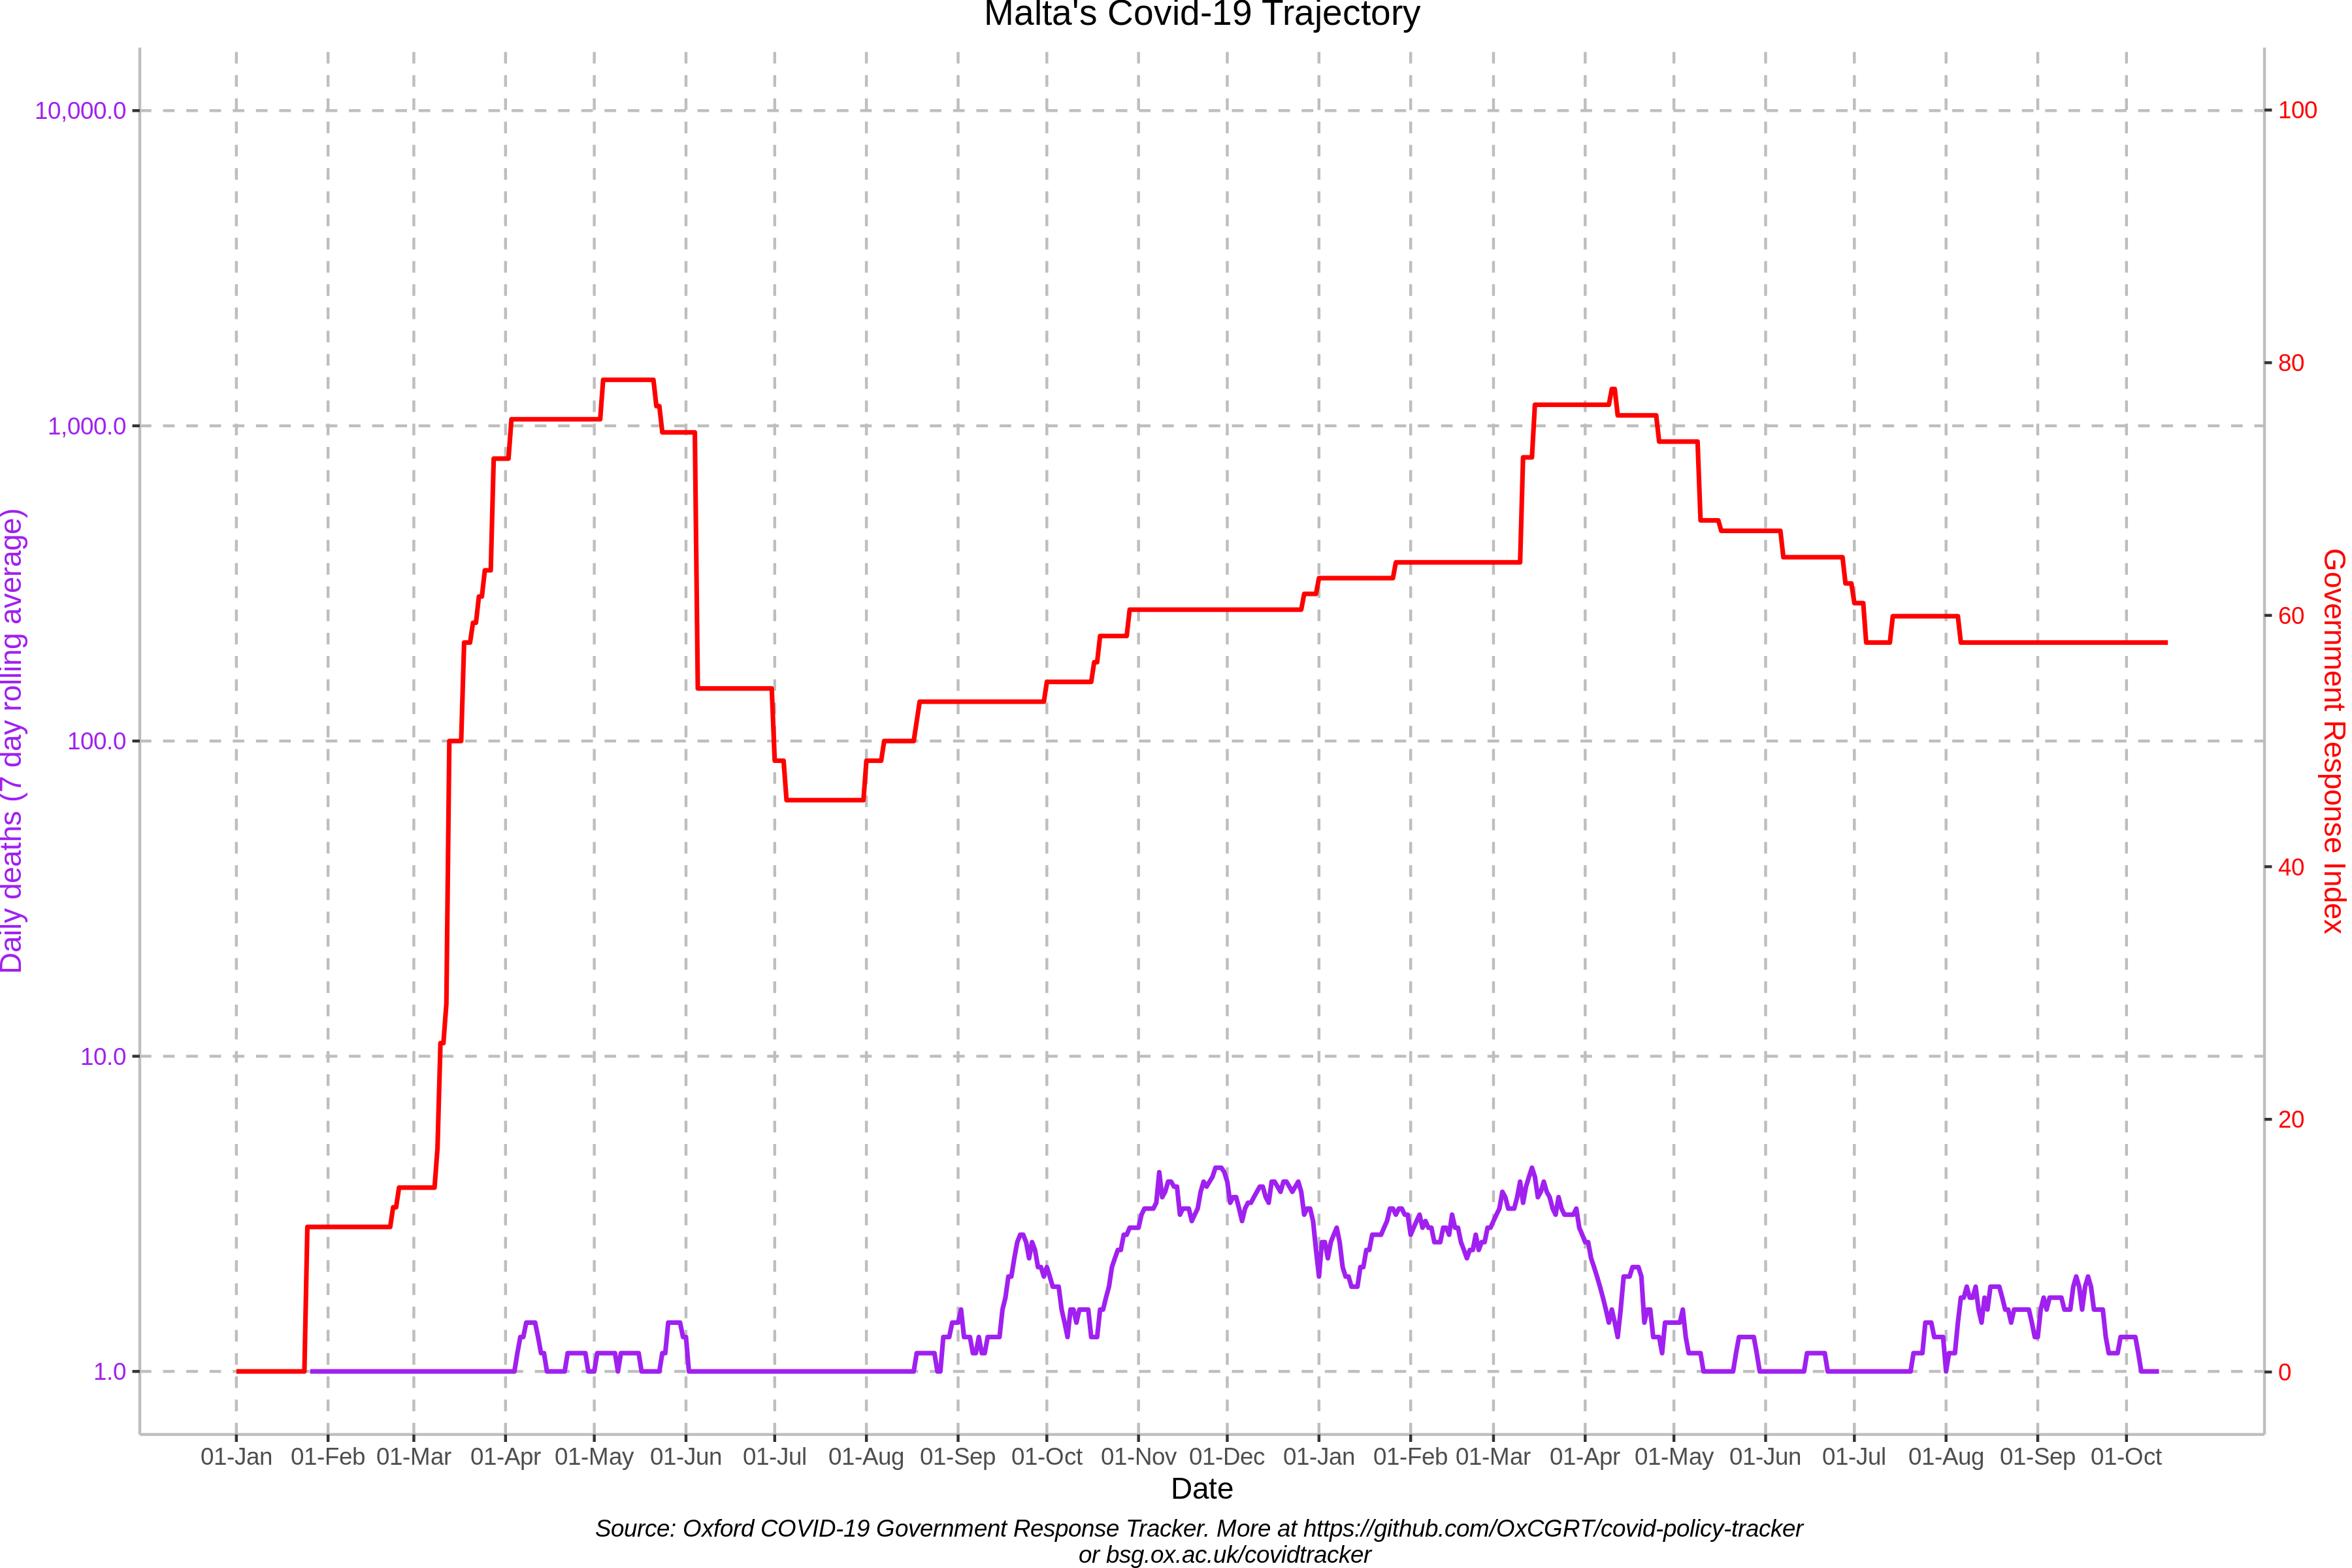 Malta's Covid-19 Trajectory
10,000.0
1,000.0
100.0
10.0
1.0
Daily deaths (7 day rolling average)
100
80
60
40
20
0
Government Response Index
01-Jan 01-Feb 01-Mar 01-Apr 01-May 01-Jun 01-Jul 01-Aug 01-Sep 01-Oct 01-Nov 01-Dec 01-Jan 01-Feb 01-Mar 01-Apr 01-May 01-Jun 01-Jul 01-Aug 01-Sep 01-Oct
Date
Source: Oxford COVID-19 Government Response Tracker. More at https://github.com/OxCGRT/covid-policy-tracker
or bsg.ox.ac.uk/covidtracker